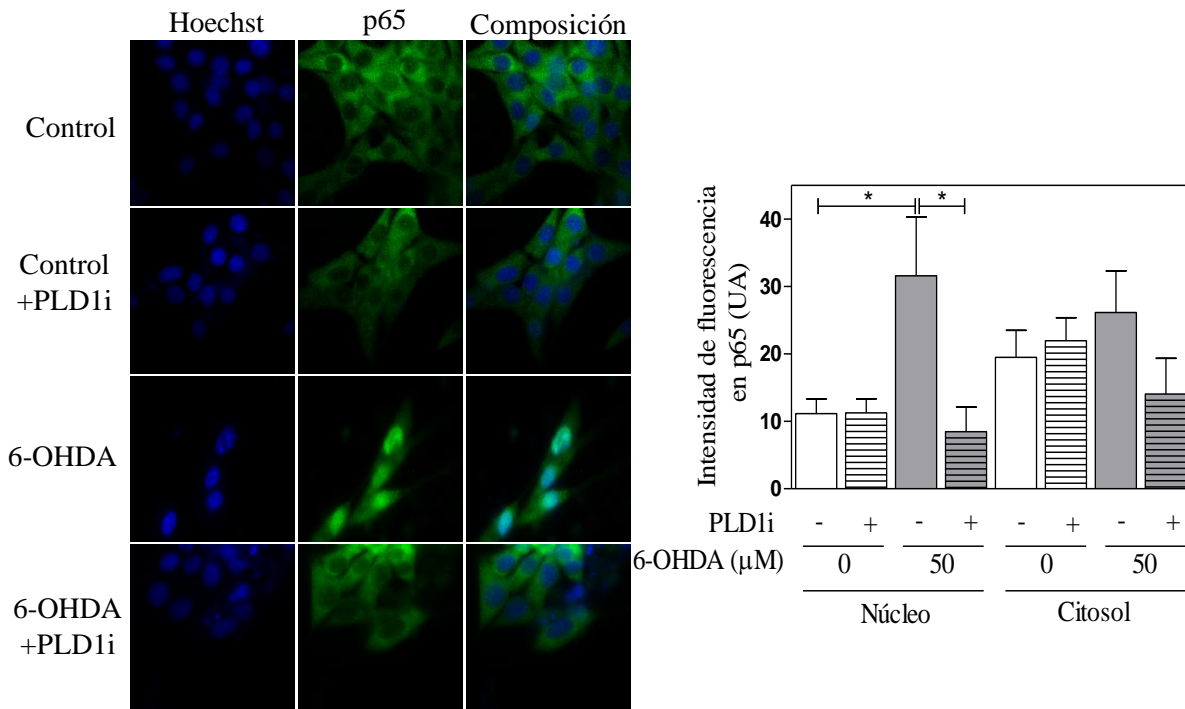 Hoechst p65 Composición
Control
Control
+PLD1i
6-OHDA
6-OHDA
+PLD1i
Intensidad de fluorescencia
en p65 (UA)
40
30
20
10
0
* *
PLD1i - + - + - + - +
6-OHDA (µM) 0 50 0 50
Núcleo Citosol